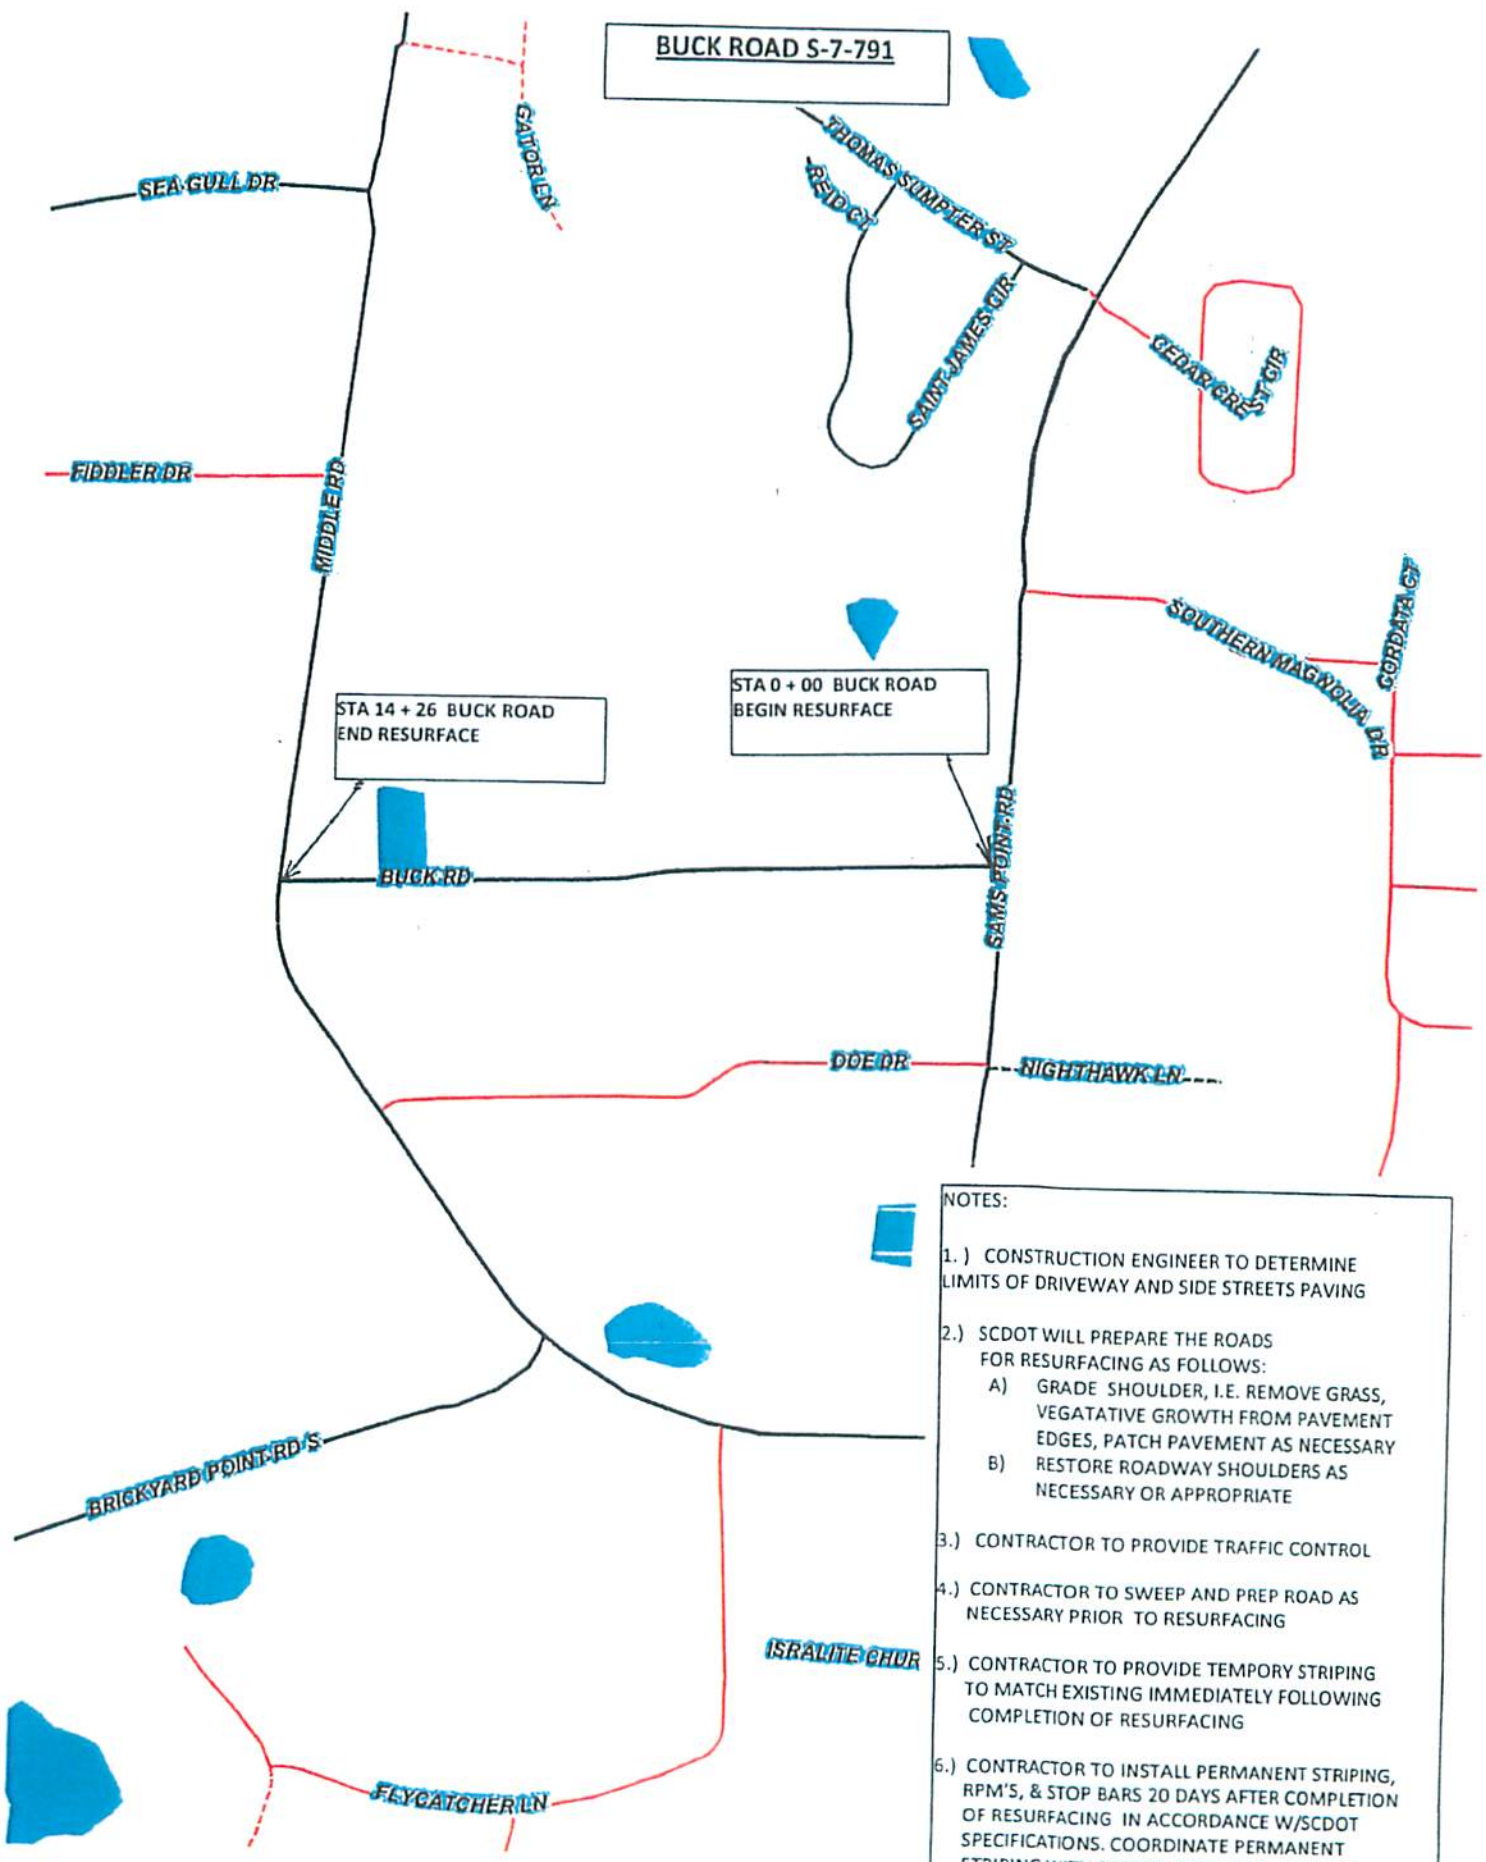 BUCK ROAD S-7-791
GATOR LN
SEA GULL DR
THOMAS SUMPTER ST
REID CT
SAINT JAMES CIR
CEDAR CREST CIR
FIDDLER DR
MIDDLE RD
SOUTHERN MAGNOLIA DR
CORDATA CT
STA 14 + 26 BUCK ROAD
END RESURFACE
STA 0 + 00 BUCK ROAD
BEGIN RESURFACE
BUCK RD
SAMS POINT RD
DOE DR
NIGHTHAWK LN
BRICKYARD POINT RD S
ISRALITE CHUR
FLYCATCHER LN
NOTES:
1. ) CONSTRUCTION ENGINEER TO DETERMINE
LIMITS OF DRIVEWAY AND SIDE STREETS PAVING
2.) SCDOT WILL PREPARE THE ROADS
FOR RESURFACING AS FOLLOWS:
A) GRADE SHOULDER, I.E. REMOVE GRASS,
VEGATATIVE GROWTH FROM PAVEMENT
EDGES, PATCH PAVEMENT AS NECESSARY
B) RESTORE ROADWAY SHOULDERS AS
NECESSARY OR APPROPRIATE
3.) CONTRACTOR TO PROVIDE TRAFFIC CONTROL
4.) CONTRACTOR TO SWEEP AND PREP ROAD AS
NECESSARY PRIOR TO RESURFACING
5.) CONTRACTOR TO PROVIDE TEMPORY STRIPING
TO MATCH EXISTING IMMEDIATELY FOLLOWING
COMPLETION OF RESURFACING
6.) CONTRACTOR TO INSTALL PERMANENT STRIPING,
RPM'S, & STOP BARS 20 DAYS AFTER COMPLETION
OF RESURFACING IN ACCORDANCE W/SCDOT
SPECIFICATIONS. COORDINATE PERMANENT